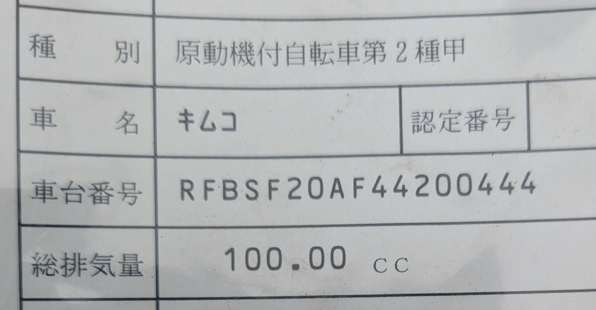 種別 原動機付自転車第2種甲
車名 キムコ 認定番号
車台番号 RFBSF20AF44200444
総排気量 100.00 cc